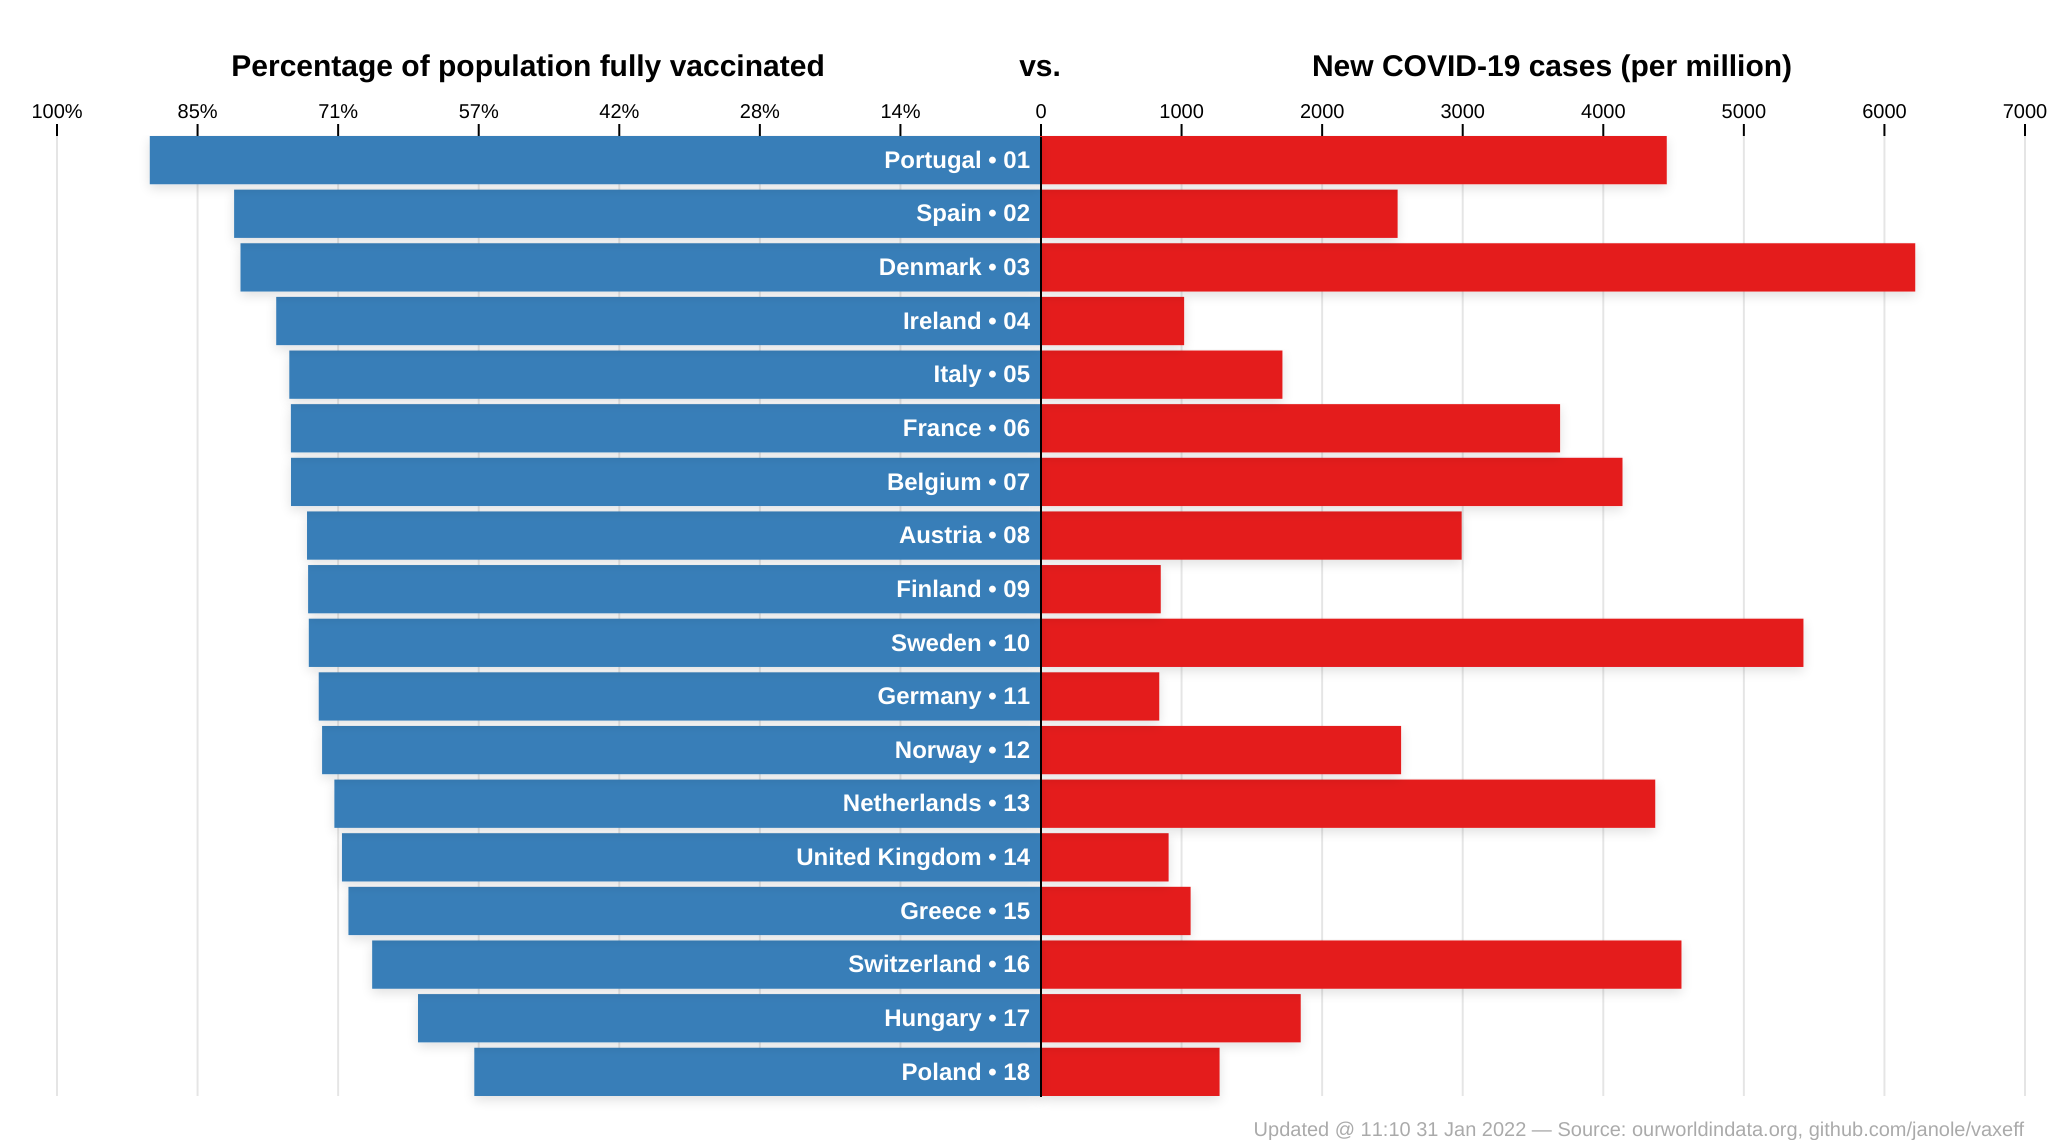 Percentage of population fully vaccinated vs. New COVID-19 cases (per million)
100% 85% 71% 57% 42% 28% 14% 0 1000 2000 3000 4000 5000 6000 7000
Portugal • 01
Spain • 02
Denmark • 03
Ireland • 04
Italy • 05
France • 06
Belgium • 07
Austria • 08
Finland • 09
Sweden • 10
Germany • 11
Norway • 12
Netherlands • 13
United Kingdom • 14
Greece • 15
Switzerland • 16
Hungary • 17
Poland • 18
Updated @ 11:10 31 Jan 2022 — Source: ourworldindata.org, github.com/janole/vaxeff